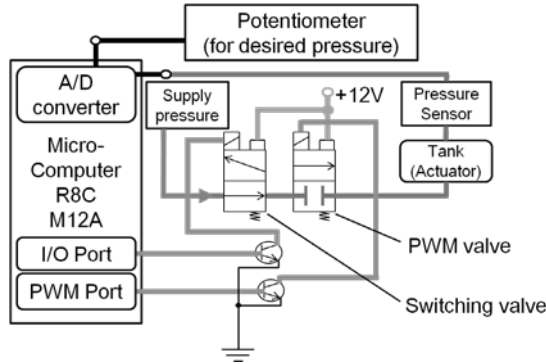 Potentiometer
(for desired pressure)
A/D
converter
Supply
pressure
+12V
Pressure
Sensor
Micro-
Computer
R8C
M12A
Tank
(Actuator)
I/O Port
PWM valve
PWM Port
Switching valve